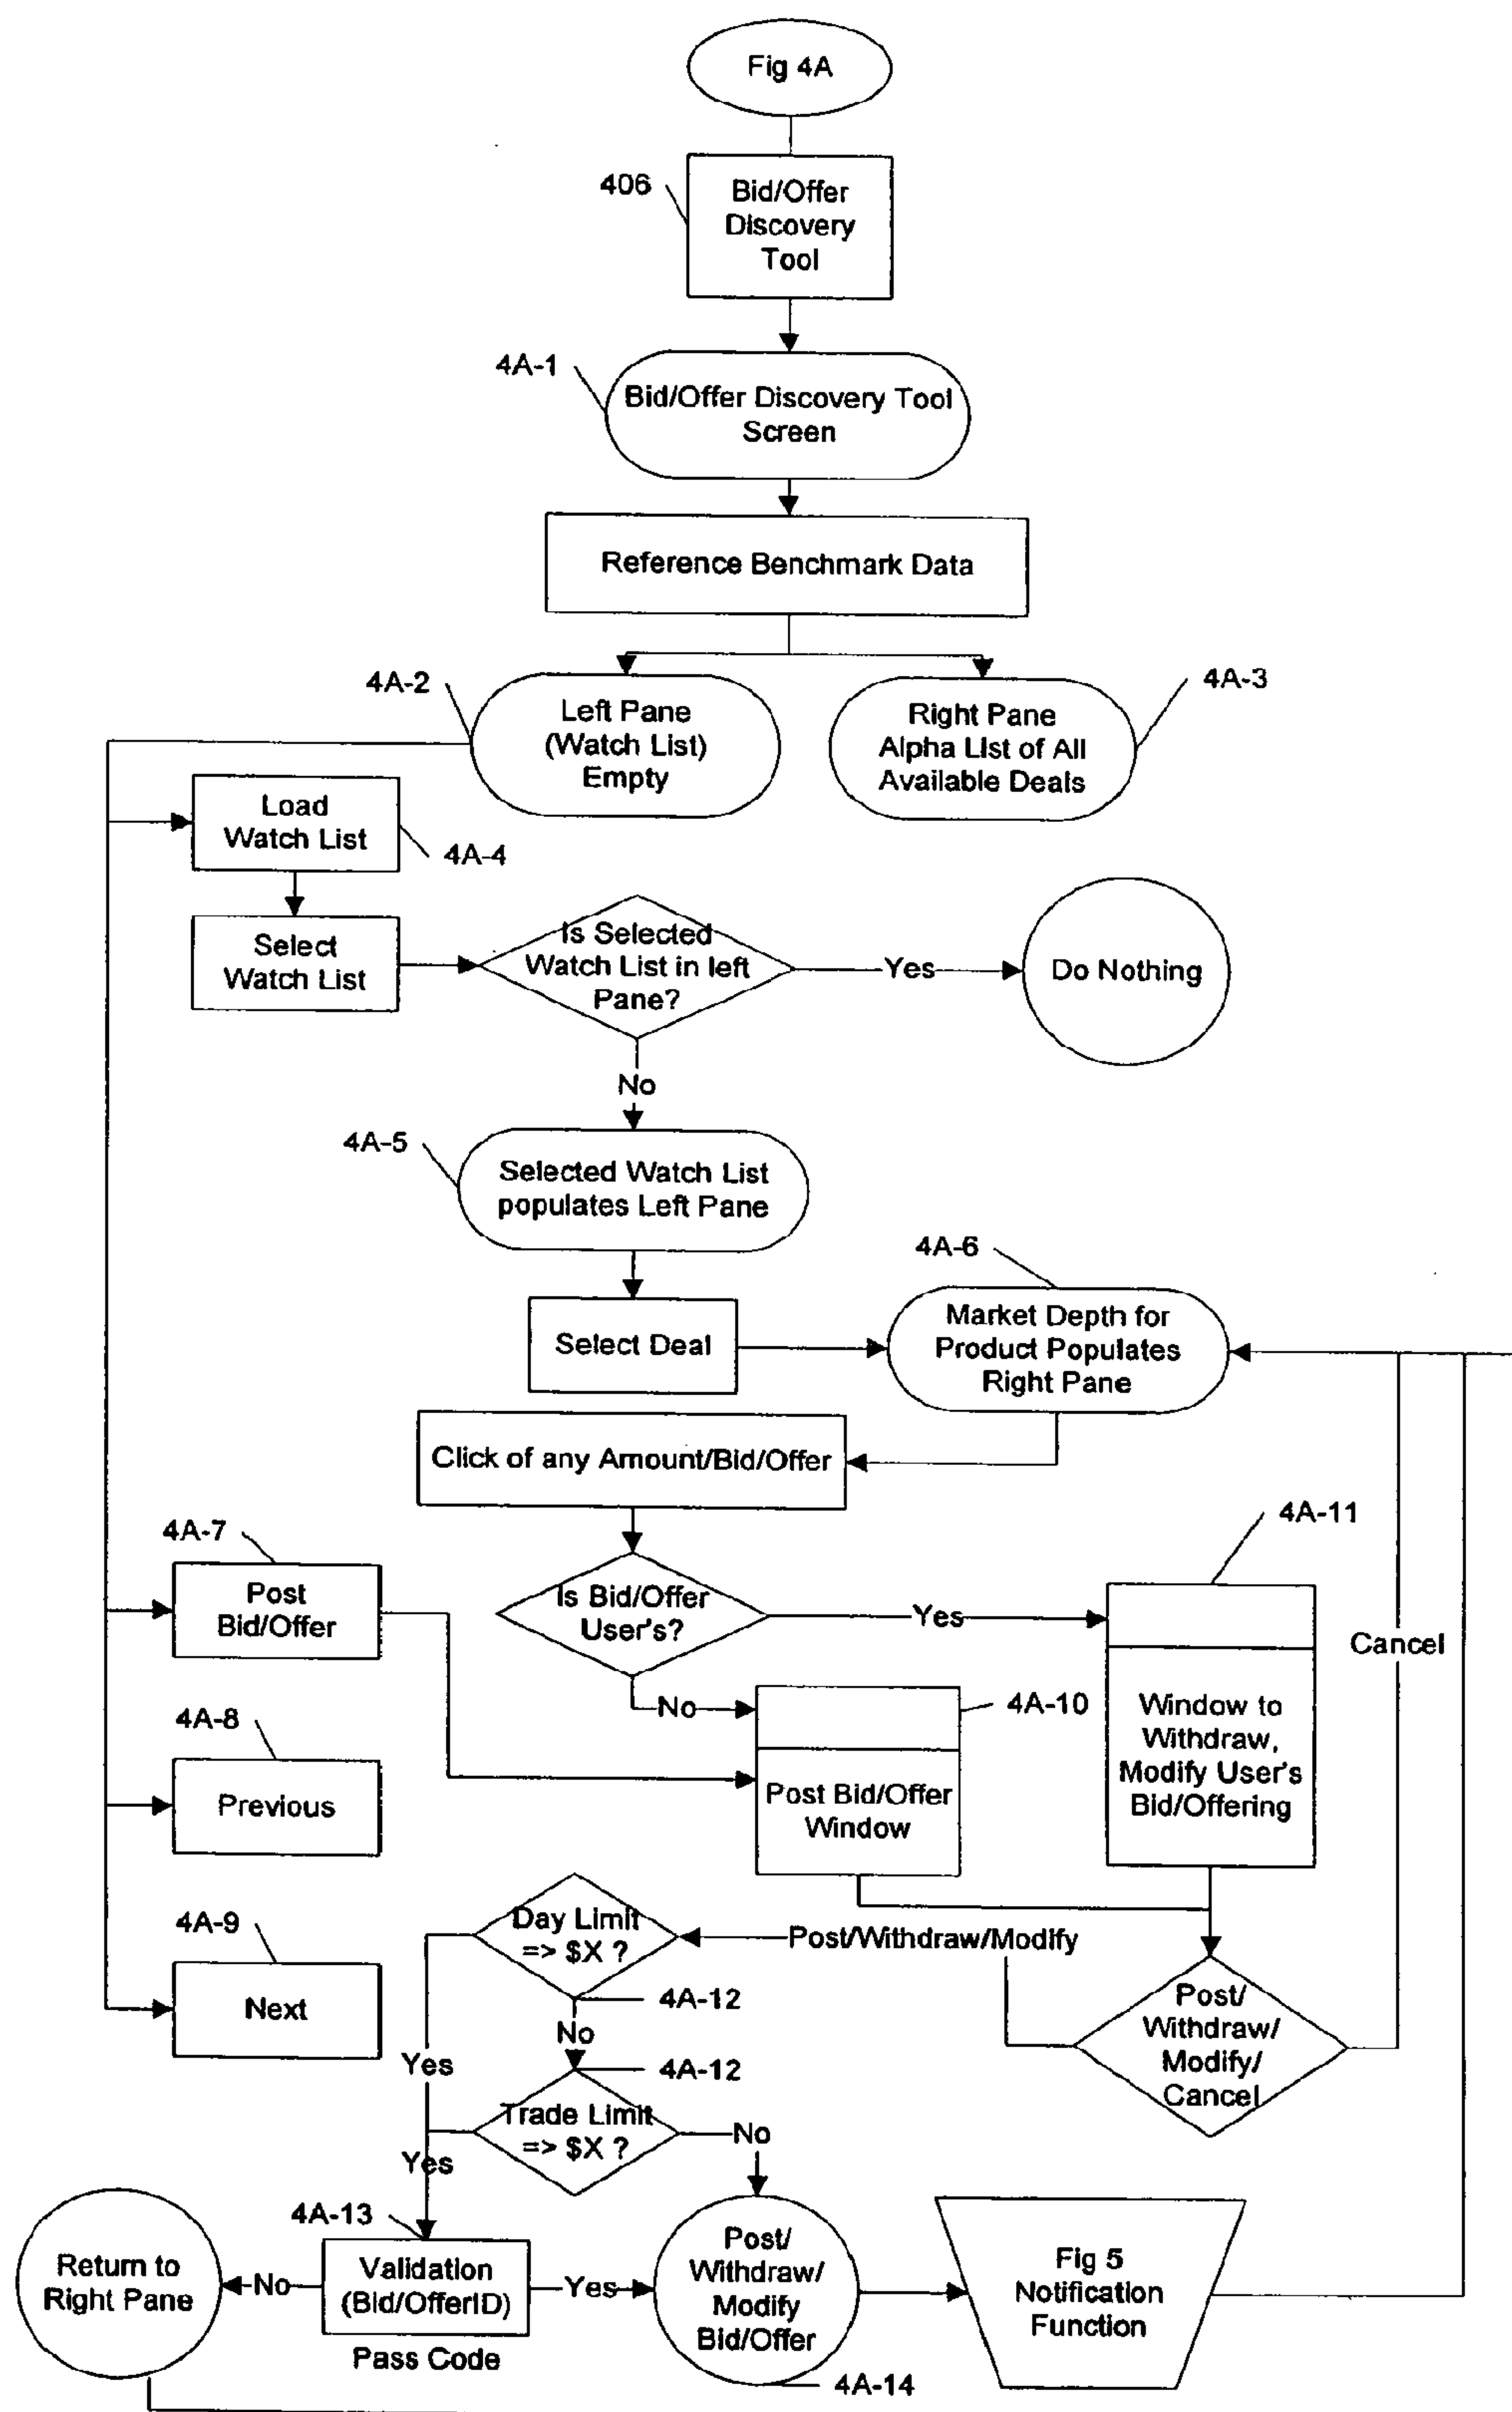 Fig 4A
406
Bid/Offer
Discovery
Tool
4A-1
Bid/Offer Discovery Tool
Screen
Reference Benchmark Data
4A-2
Left Pane
(Watch List)
Empty
4A-3
Right Pane
Alpha List of All
Available Deals
Load
Watch List
4A-4
Select
Watch List
Is Selected
Watch List in left
Pane?
Yes
Do Nothing
No
4A-5
Selected Watch List
populates Left Pane
4A-6
Select Deal
Market Depth for
Product Populates
Right Pane
Click of any Amount/Bid/Offer
4A-7
Post
Bid/Offer
Is Bid/Offer
User's?
Yes
4A-11
Cancel
No
4A-10
Window to
Withdraw,
Modify User's
Bid/Offering
4A-8
Previous
Post Bid/Offer
Window
4A-9
Next
Day Limit
=> $X ?
Post/Withdraw/Modify
4A-12
No
Post/
Withdraw/
Modify/
Cancel
Yes
4A-12
Trade Limit
=> $X ?
No
Yes
4A-13
Return to
Right Pane
No
Validation
(Bid/OfferID)
Yes
Pass Code
Post/
Withdraw/
Modify
Bid/Offer
4A-14
Fig 5
Notification
Function